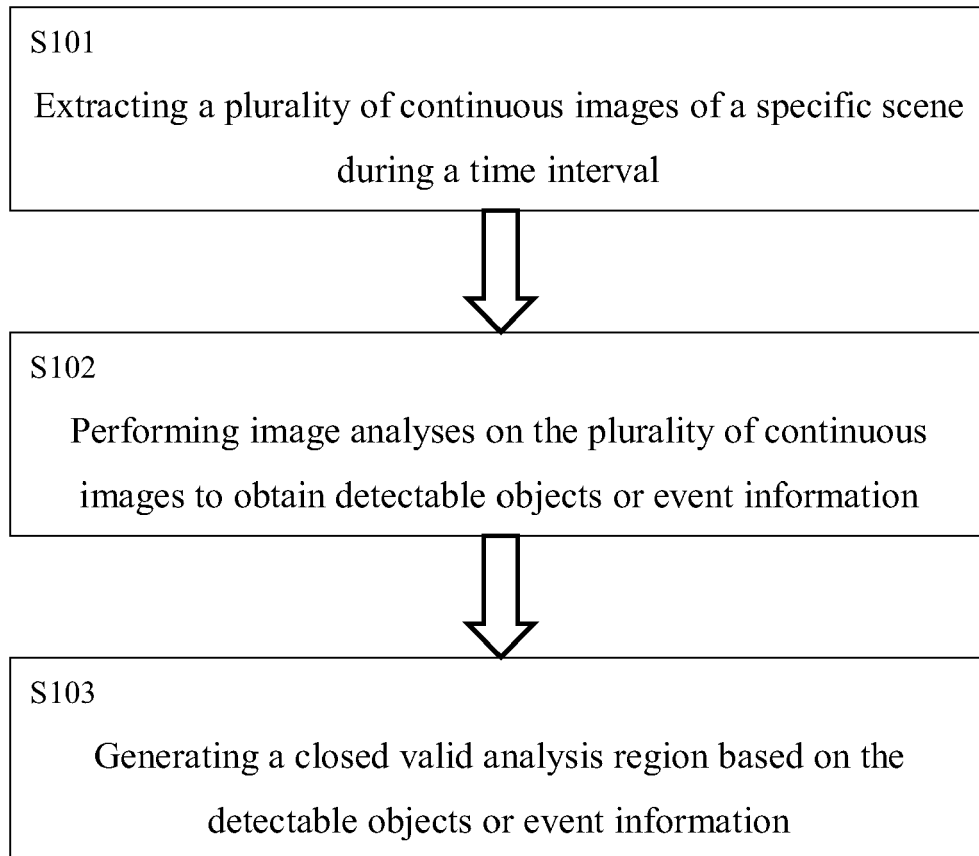 S101
Extracting a plurality of continuous images of a specific scene
during a time interval
S102
Performing image analyses on the plurality of continuous
images to obtain detectable objects or event information
S103
Generating a closed valid analysis region based on the
detectable objects or event information